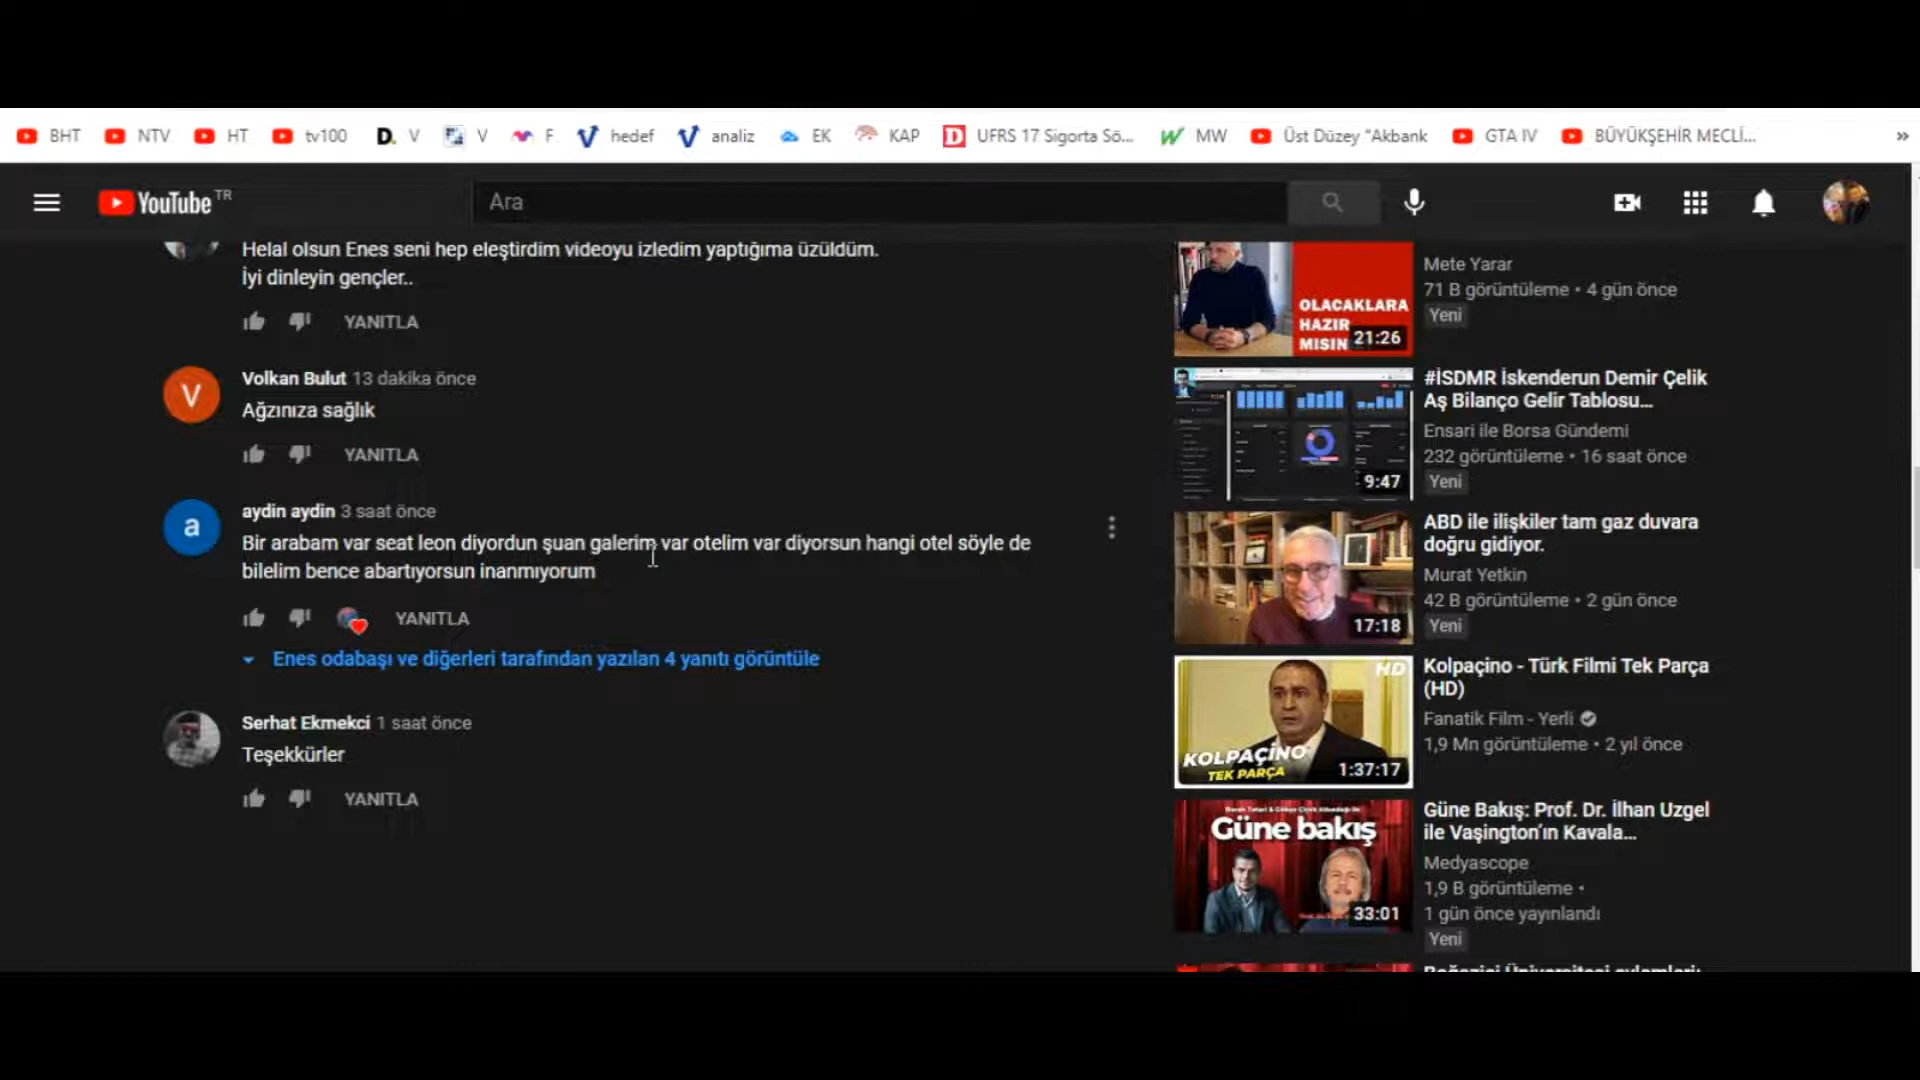 BHT NTV HT tv100 D. V V F hedef analiz EK KAP D UFRS 17 Sigorta Sö... MW Üst Düzey "Akbank GTA IV BÜYÜKŞEHİR MECLİ... »
YouTube TR
Ara
Helal olsun Enes seni hep eleştirdim videoyu izledim yaptığıma üzüldüm.
İyi dinleyin gençler..
YANITLA
V
Volkan Bulut 13 dakika önce
Ağzınıza sağlık
YANITLA
a
aydin aydin 3 saat önce
Bir arabam var seat leon diyordun şuan galerim var otelim var diyorsun hangi otel söyle de
bilelim bence abartıyorsun inanmıyorum
YANITLA
Enes odabaşı ve diğerleri tarafından yazılan 4 yanıtı görüntüle
Serhat Ekmekci 1 saat önce
Teşekkürler
YANITLA
OLACAKLARA
HAZIR
MISIN
21:26
Mete Yarar
71 B görüntüleme • 4 gün önce
Yeni
9:47
#ISDMR İskenderun Demir Çelik
Aş Bilanço Gelir Tablosu...
Ensari ile Borsa Gündemi
232 görüntüleme • 16 saat önce
Yeni
17:18
ABD ile ilişkiler tam gaz duvara
doğru gidiyor.
Murat Yetkin
42 B görüntüleme • 2 gün önce
Yeni
HD
KOLPAÇİNO
TEK PARÇA
1:37:17
Kolpaçino - Türk Filmi Tek Parça
(HD)
Fanatik Film - Yerli
1,9 Mn görüntüleme • 2 yıl önce
Güne bakış
33:01
Güne Bakış: Prof. Dr. İlhan Uzgel
ile Vaşington'ın Kavala...
Medyascope
1,9 B görüntüleme •
1 gün önce yayınlandı
Yeni
Boğaziçi Üniversitesi eylemleri: